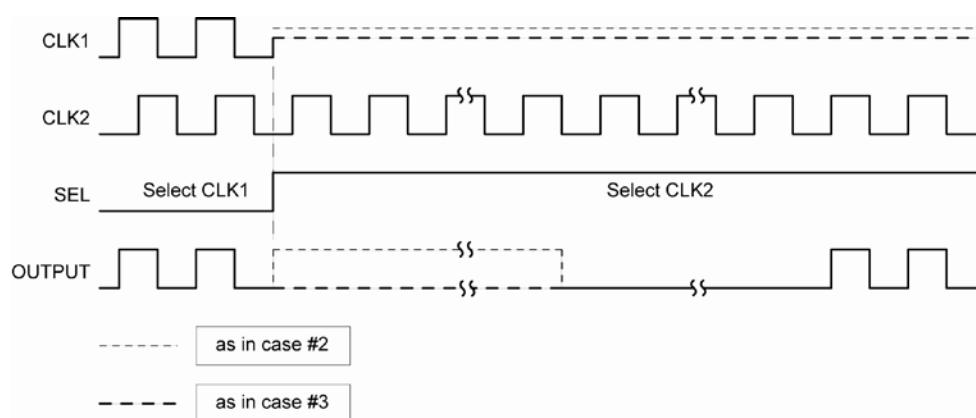 CLK1
CLK2
SEL
Select CLK1
Select CLK2
OUTPUT
as in case #2
as in case #3